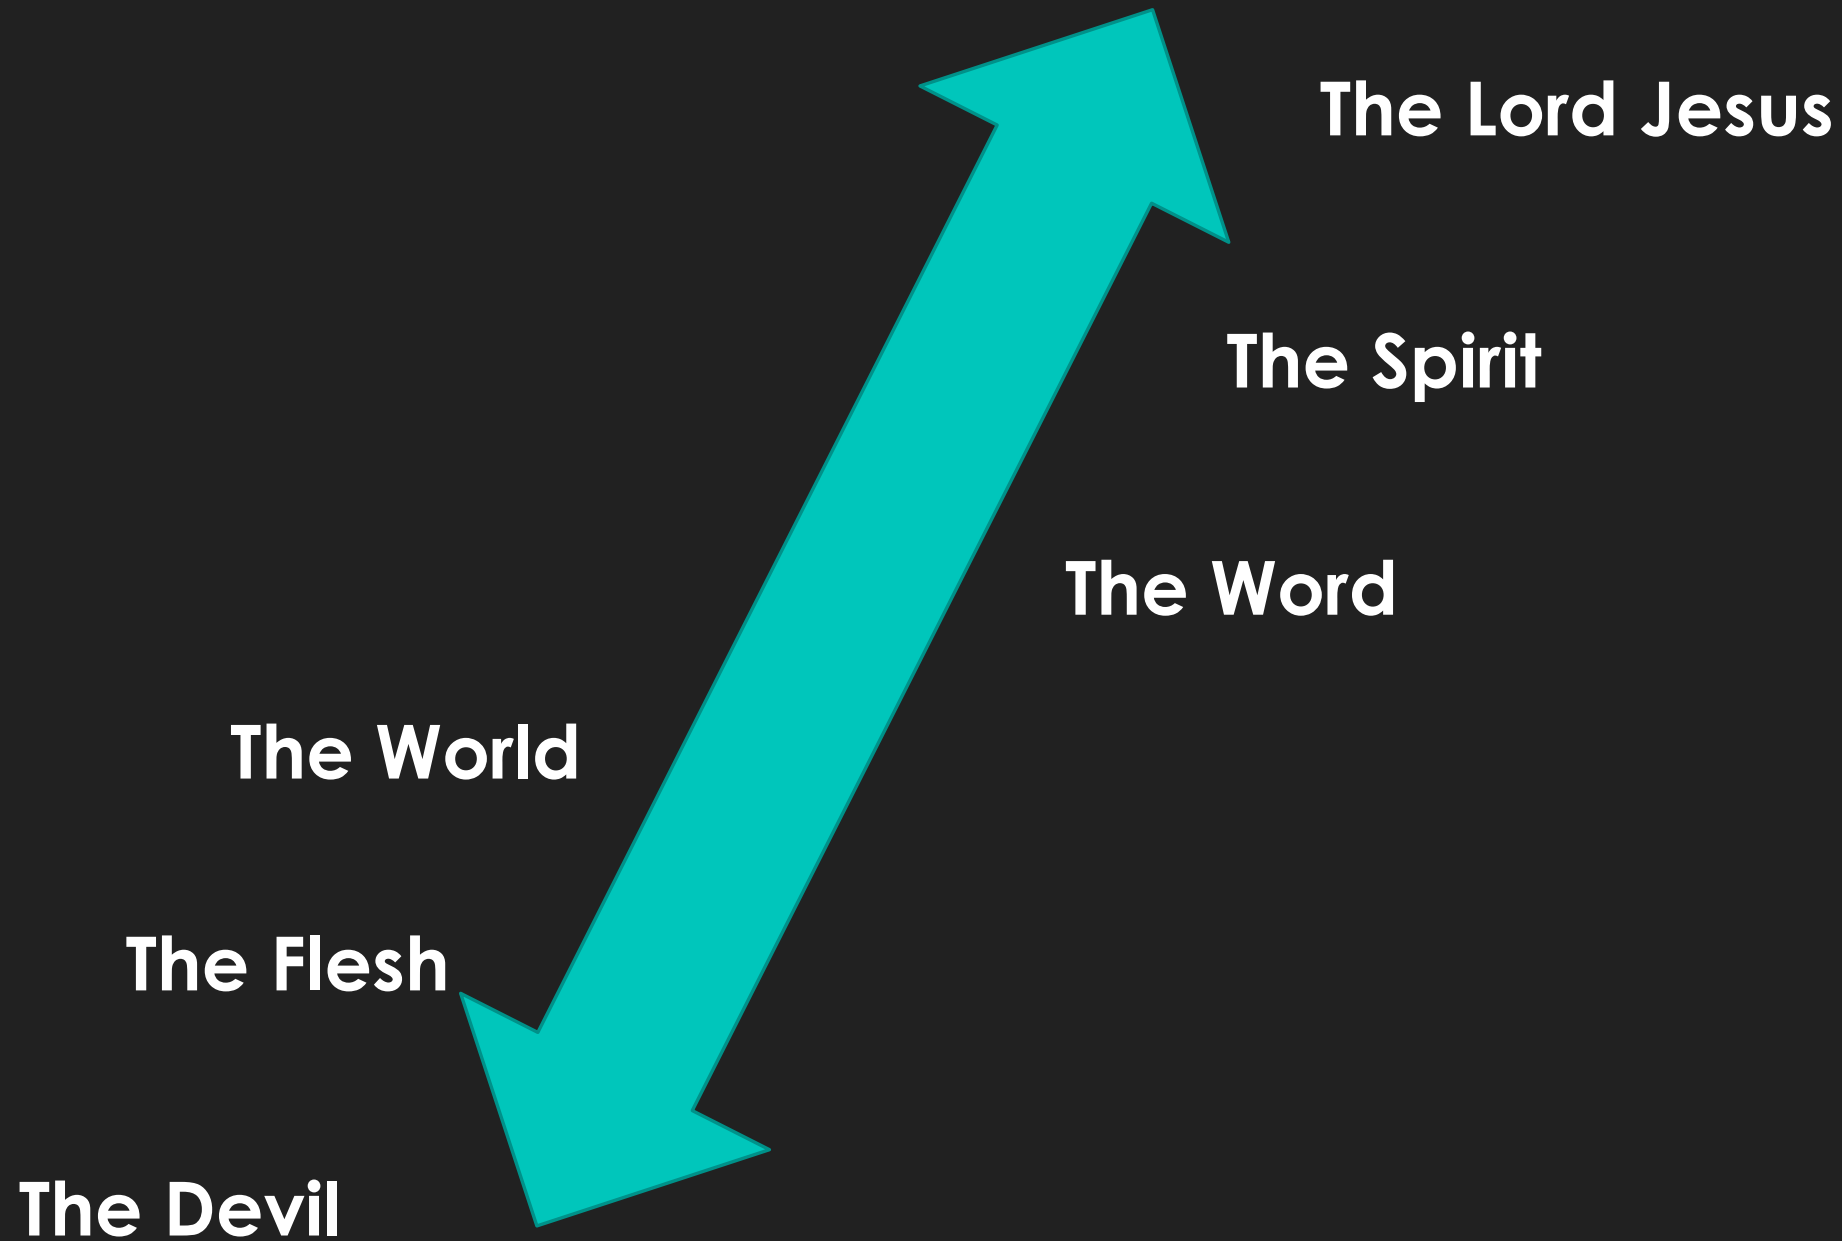 The Lord Jesus
The Spirit
The Word
The World
The Flesh
The Devil